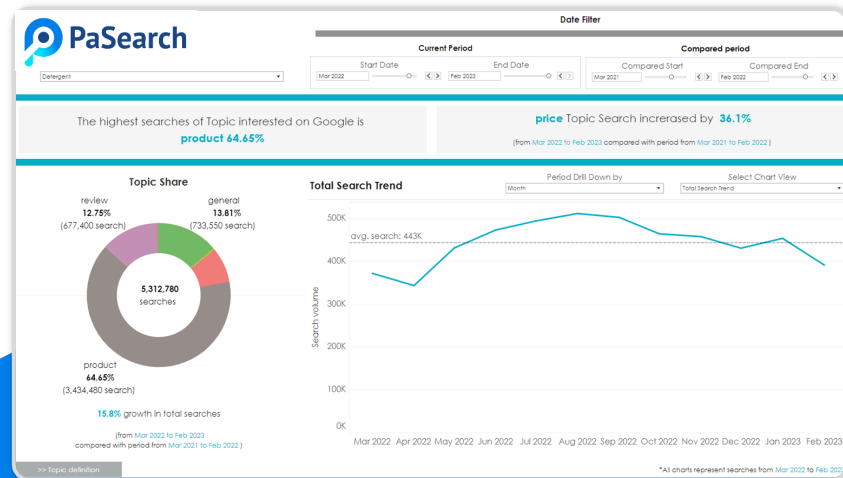 PaSearch
Date Filter
Current Period
Compared period
Start Date
End Date
Compared Start
Compared End
Detergent
Mar 2022
Feb 2023
Mar 2021
Feb 2022
The highest searches of Topic interested on Google is
product 64.65%
price Topic Search increrased by 36.1%
(from Mar 2022 to Feb 2023 compared with period from Mar 2021 to Feb 2022 )
Topic Share
review
12.75%
(677,400 search)
general
13.81%
(733,550 search)
5,312,780
searches
product
64.65%
(3,434,480 search)
15.8% growth in total searches
(from Mar 2022 to Feb 2023
compared with period from Mar 2021 to Feb 2022 )
>> Topic definition
Total Search Trend
Period Drill Down by
Month
Select Chart View
Total Search Trend
avg. search: 443K
Search volume
500K
400K
300K
200K
100K
0K
Mar 2022 Apr 2022 May 2022 Jun 2022 Jul 2022 Aug 2022 Sep 2022 Oct 2022 Nov 2022 Dec 2022 Jan 2023 Feb 2023
*All charts represent searches from Mar 2022 to Feb 202